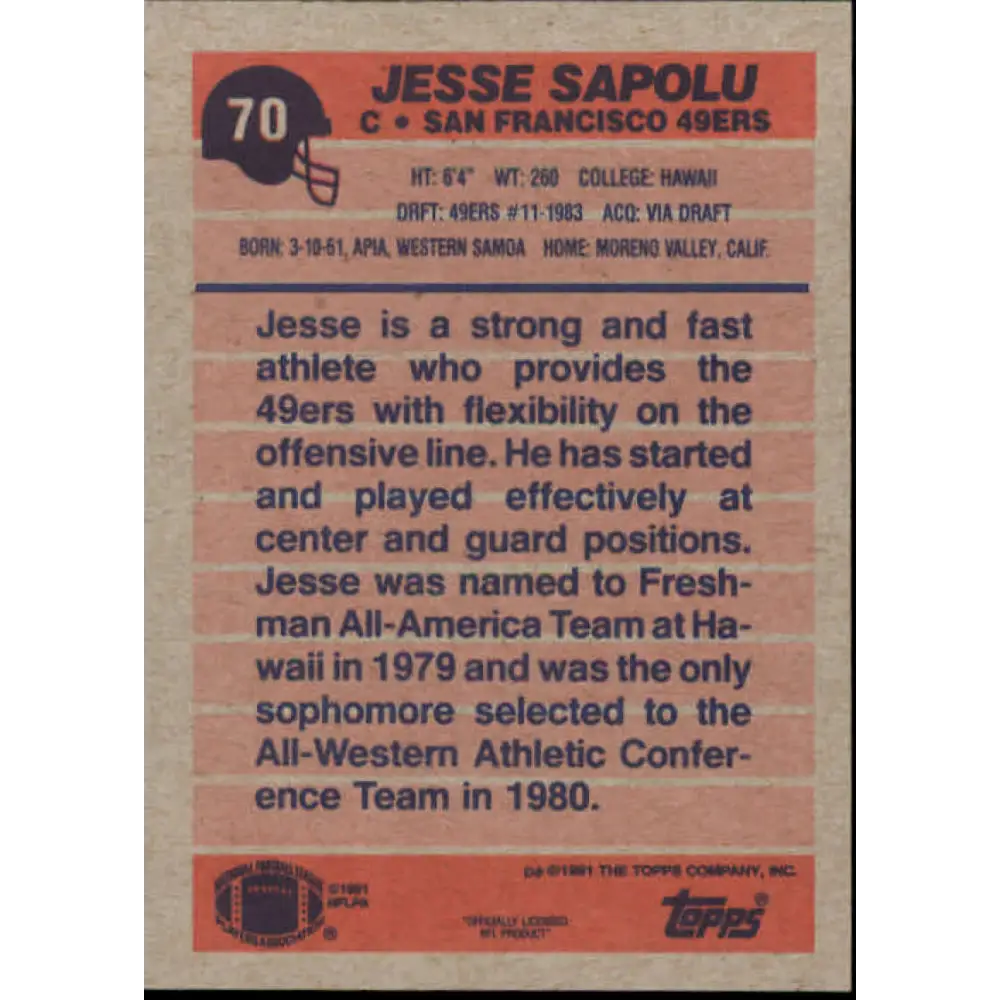 70
JESSE SAPOLU
C • SAN FRANCISCO 49ERS
HT: 6'4" WT: 260 COLLEGE: HAWAII
DRFT: 49ERS #11-1983 ACQ: VIA DRAFT
BORN: 3-10-61, APIA, WESTERN SAMOA HOME: MORENO VALLEY, CALIF.
Jesse is a strong and fast
athlete who provides the
49ers with flexibility on the
offensive line. He has started
and played effectively at
center and guard positions.
Jesse was named to Fresh-
man All-America Team at Ha-
waii in 1979 and was the only
sophomore selected to the
All-Western Athletic Confer-
ence Team in 1980.
NATIONAL FOOTBALL LEAGUE
PLAYERS ASSOCIATION ®
©1991
NFLPA
©1991 THE TOPPS COMPANY, INC.
"OFFICIALLY LICENSED
NFL PRODUCT"
topps®